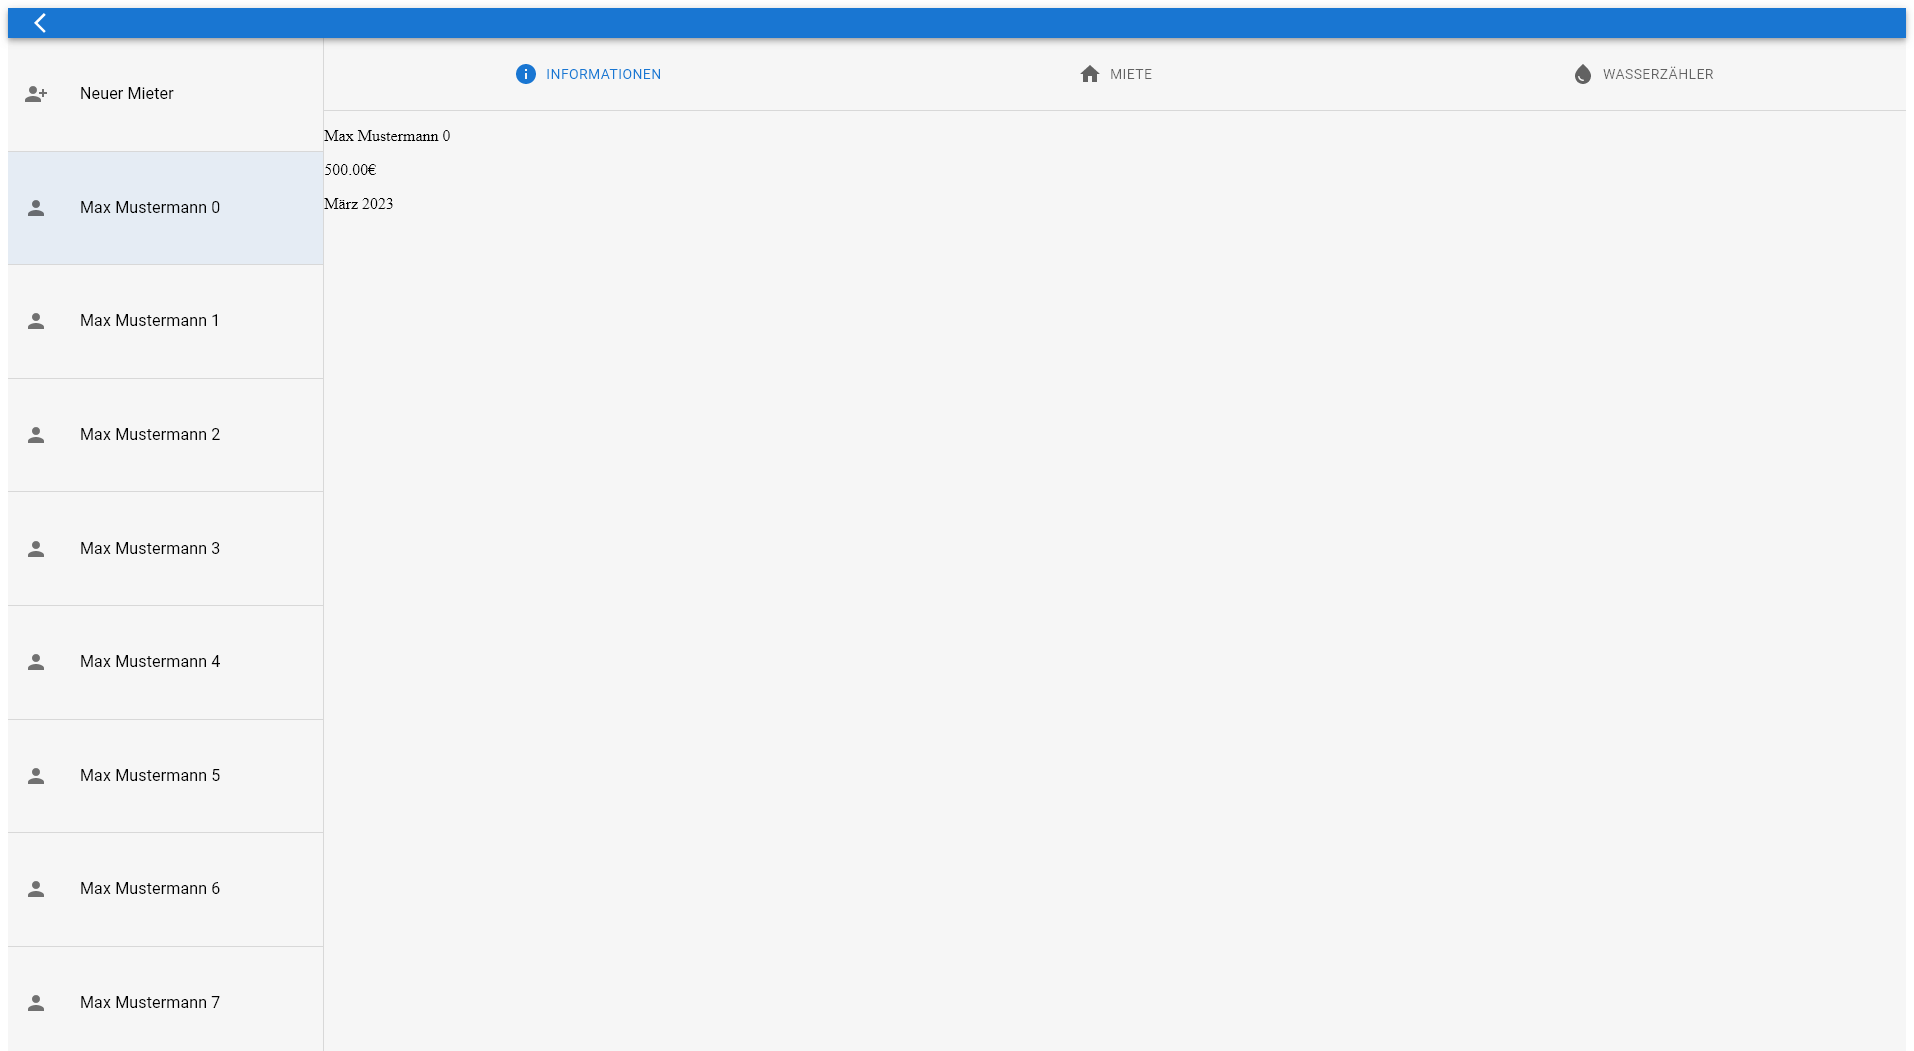 INFORMATIONEN
MIETE
WASSERZÄHLER
Neuer Mieter
Max Mustermann 0
Max Mustermann 1
Max Mustermann 2
Max Mustermann 3
Max Mustermann 4
Max Mustermann 5
Max Mustermann 6
Max Mustermann 7
Max Mustermann 0
500.00€
März 2023